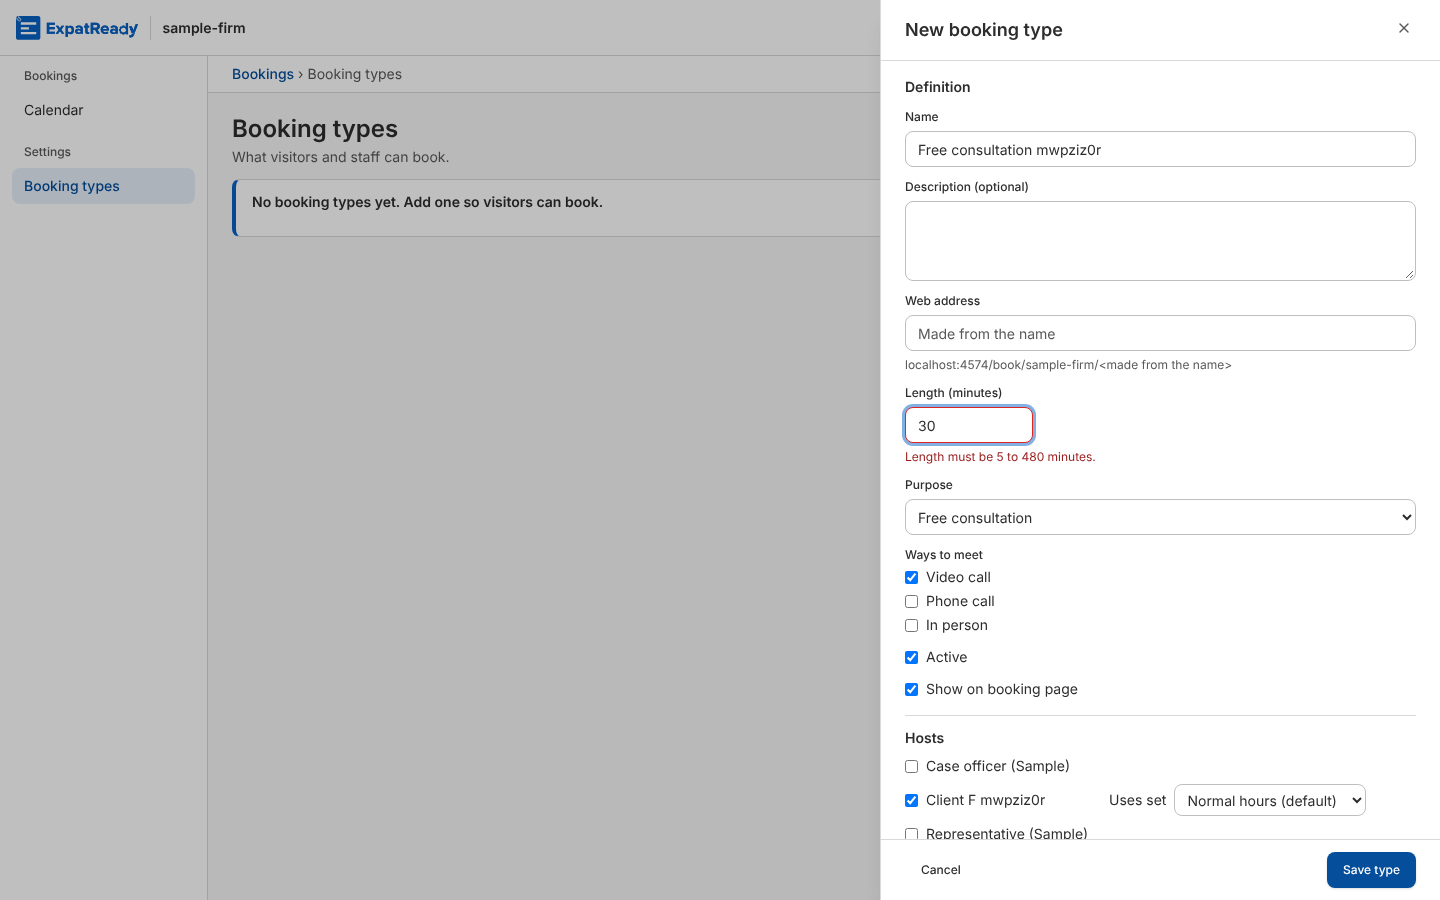 ExpatReady
sample-firm
Bookings
Calendar
Settings
Booking types
Bookings › Booking types
Booking types
What visitors and staff can book.
No booking types yet. Add one so visitors can book.
New booking type
Definition
Name
Free consultation mwpziz0r
Description (optional)
Web address
Made from the name
localhost:4574/book/sample-firm/<made from the name>
Length (minutes)
30
Length must be 5 to 480 minutes.
Purpose
Free consultation
Ways to meet
Video call
Phone call
In person
Active
Show on booking page
Hosts
Case officer (Sample)
Client F mwpziz0r Uses set Normal hours (default)
Representative (Sample)
Cancel Save type